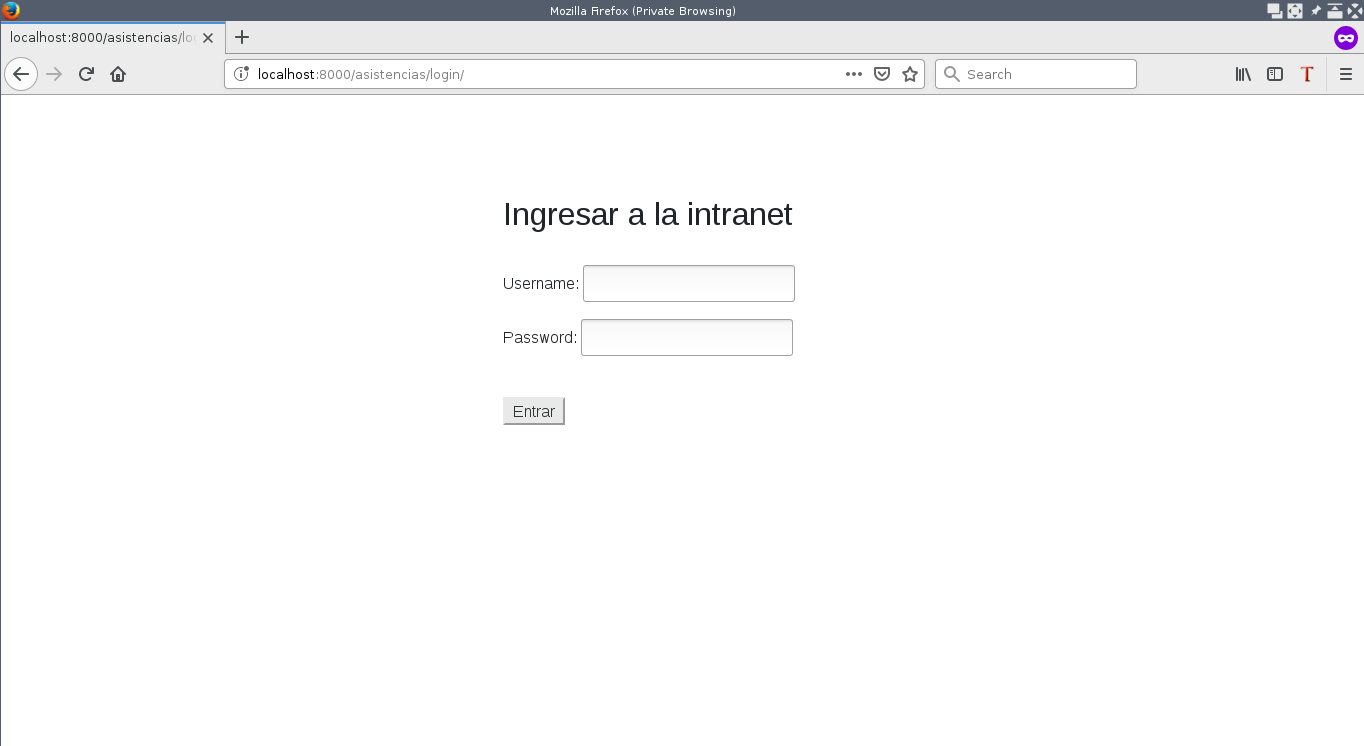 Mozilla Firefox (Private Browsing)
localhost:8000/asistencias/lo
localhost:8000/asistencias/login/
Search
T
Ingresar a la intranet
Username:
Password:
Entrar